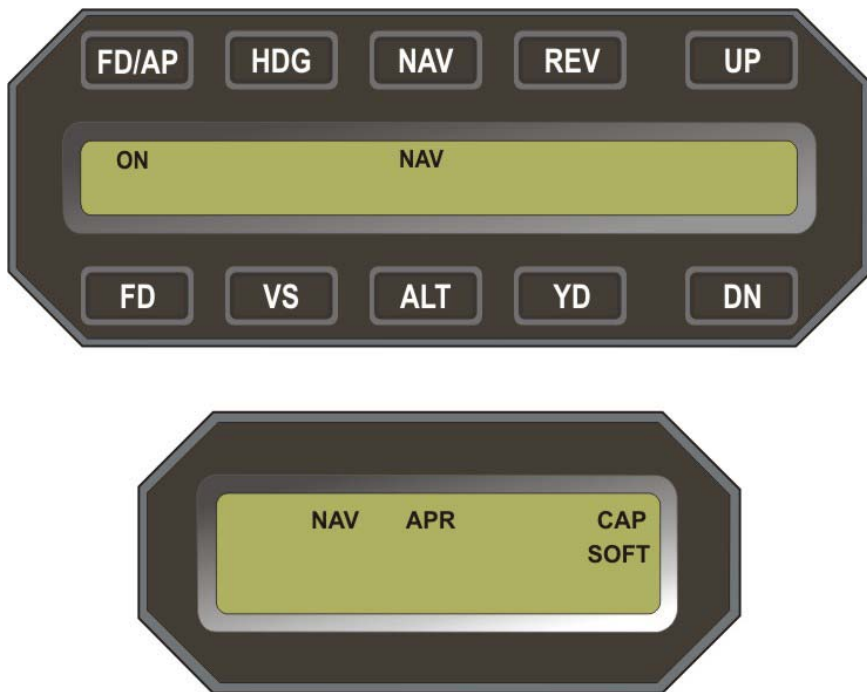 FD/AP HDG NAV REV UP
ON NAV
FD VS ALT YD DN
NAV APR CAP
SOFT